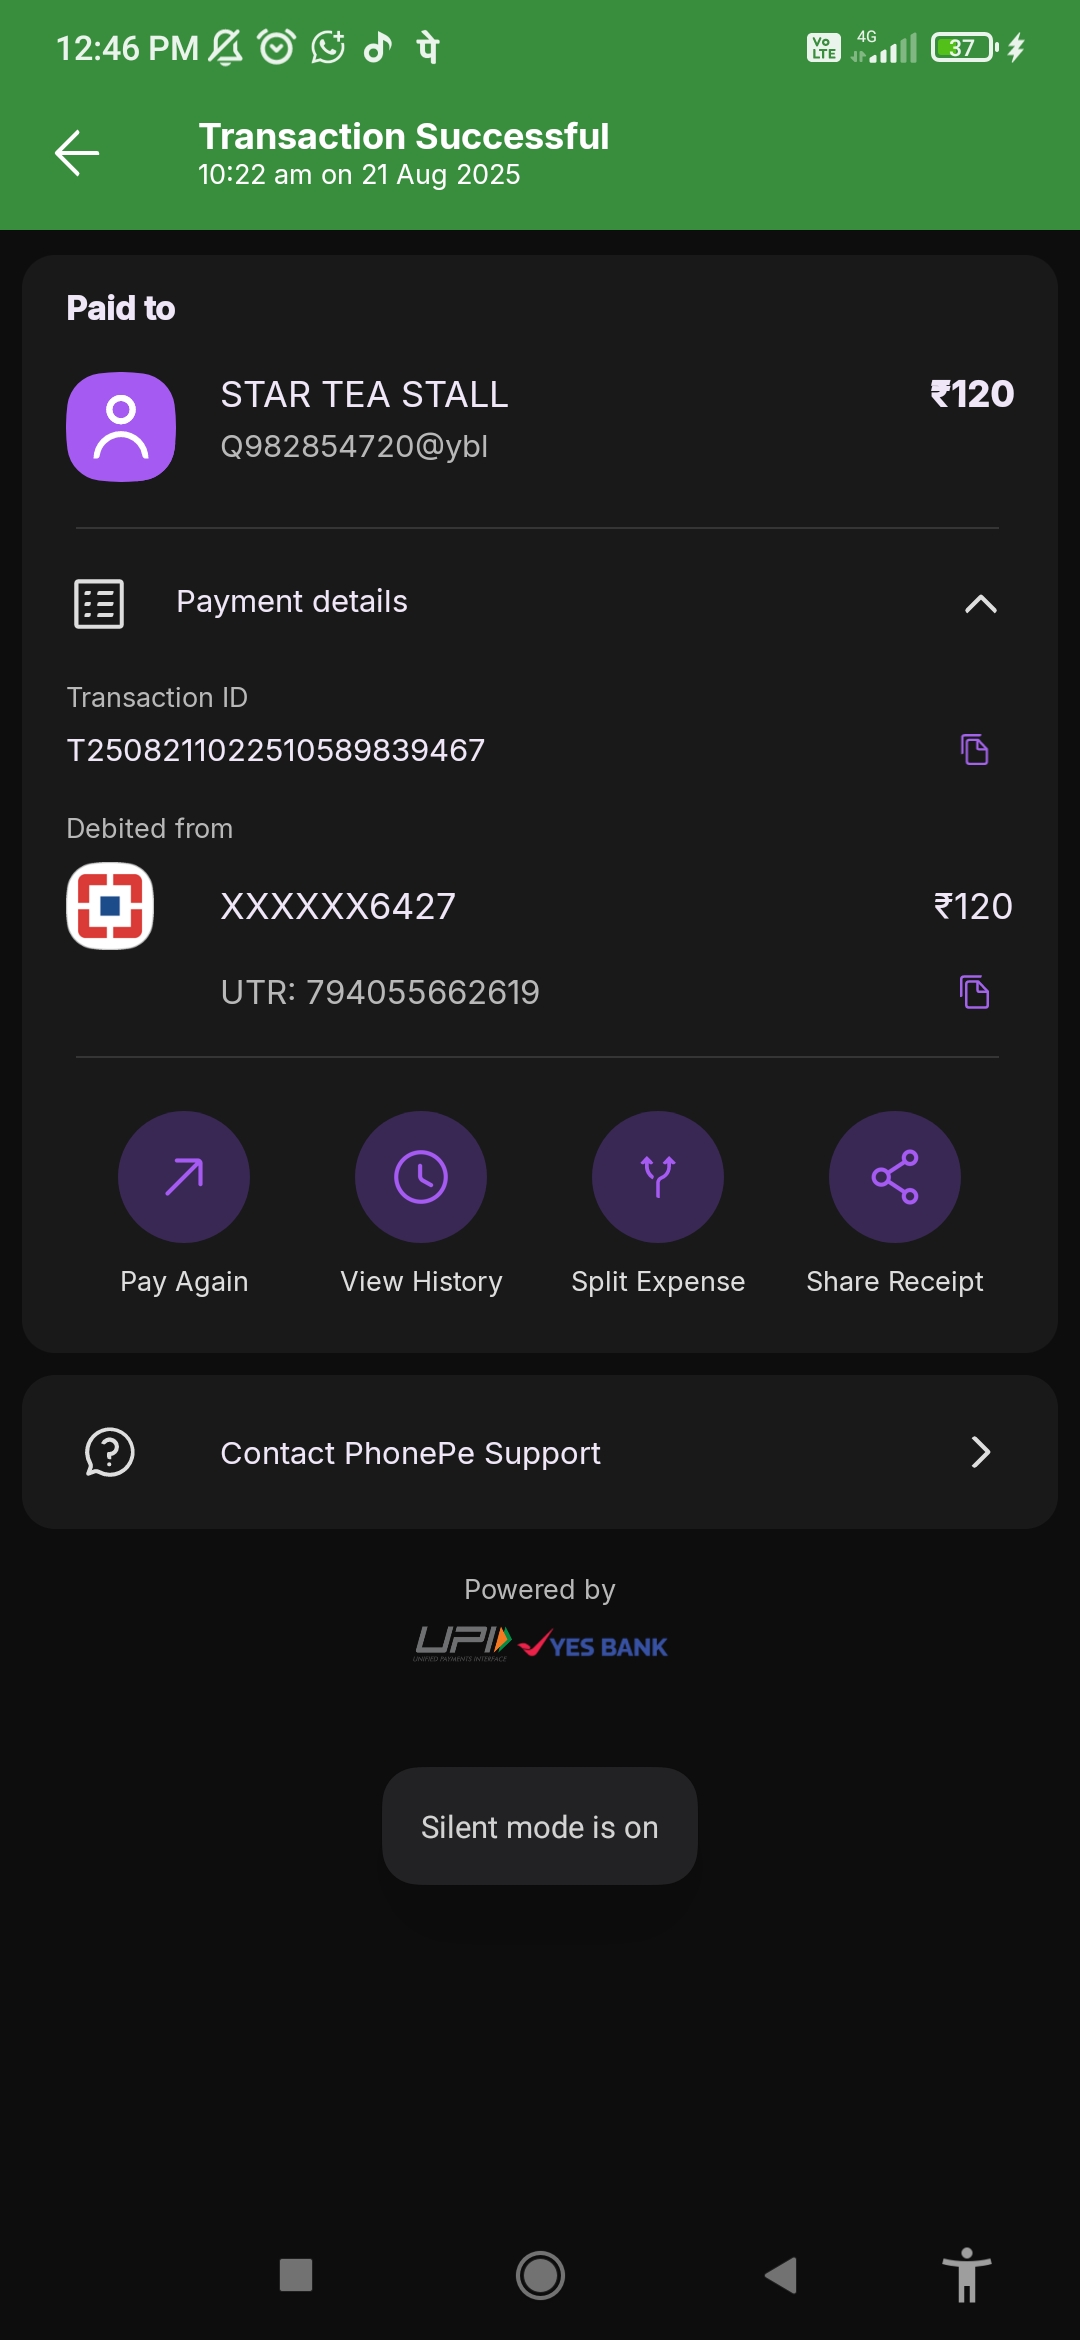 12:46 PM
पे
Vo LTE
4G
37
Transaction Successful
10:22 am on 21 Aug 2025
Paid to
STAR TEA STALL ₹120
Q982854720@ybl
Payment details
Transaction ID
T2508211022510589839467
Debited from
XXXXXX6427 ₹120
UTR: 794055662619
Pay Again View History Split Expense Share Receipt
Contact PhonePe Support
Powered by
UPI YES BANK
UNIFIED PAYMENTS INTERFACE
Silent mode is on